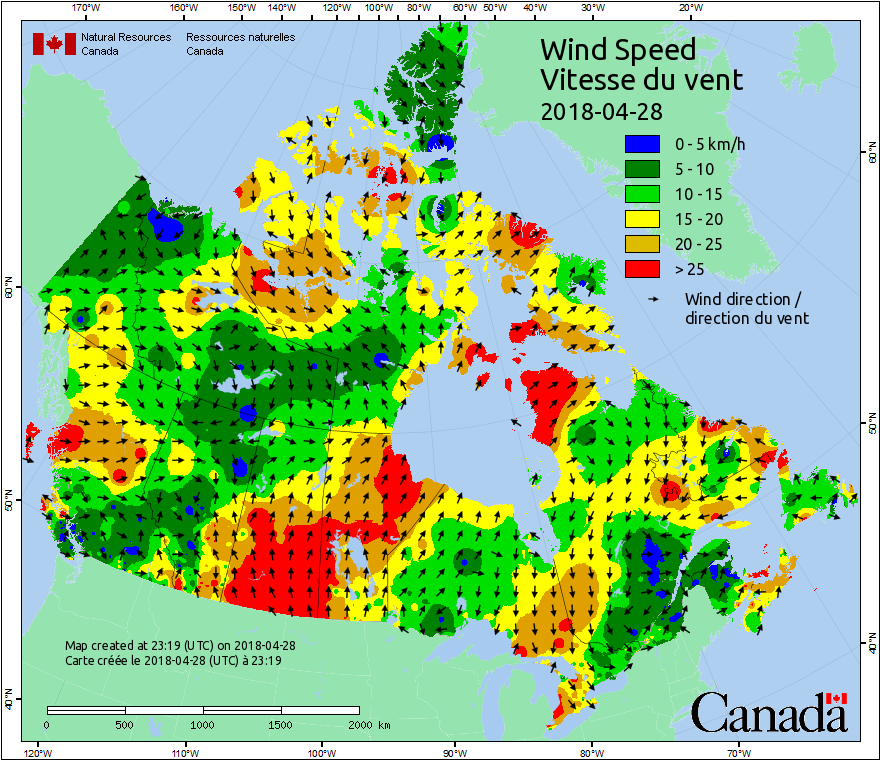 170°W 160°W 150°W 140°W 120°W 100°W 80°W 60°W 50°W 40°W 30°W 20°W
Natural Resources Ressources naturelles
Canada Canada
Wind Speed
Vitesse du vent
2018-04-28
0 - 5 km/h
5 - 10
10 - 15
15 - 20
20 - 25
> 25
Wind direction /
direction du vent
60°N
60°N
50°N
50°N
40°N
40°N
Map created at 23:19 (UTC) on 2018-04-28
Carte créée le 2018-04-28 (UTC) à 23:19
0 500 1000 1500 2000 km
Canada
120°W 110°W 100°W 90°W 80°W 70°W